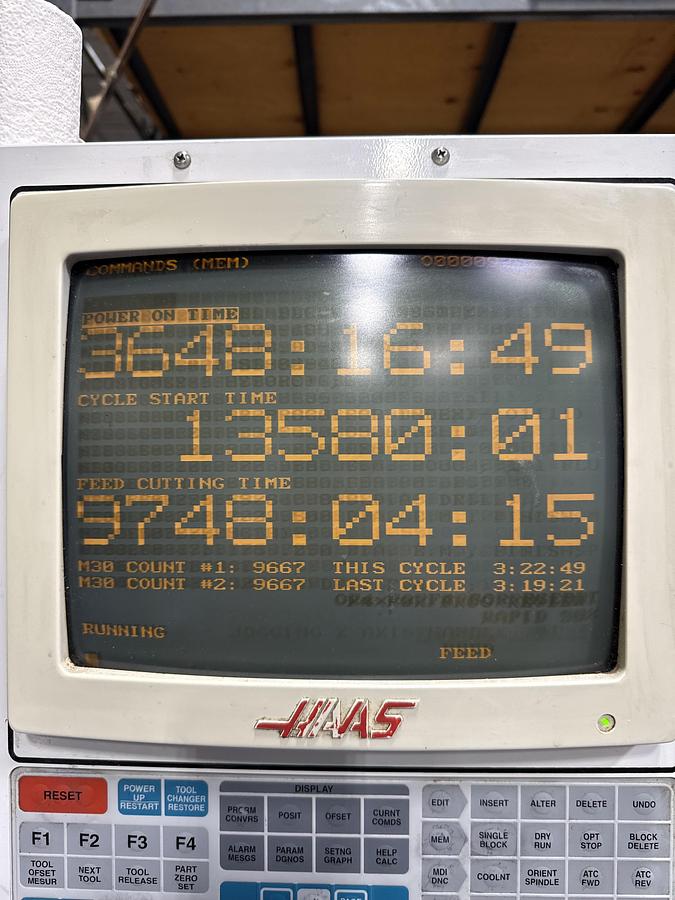 COMMANDS (MEM)
POWER ON TIME
3648:16:49
CYCLE START TIME
13580:01
FEED CUTTING TIME
9748:04:15
M30 COUNT #1: 9667 THIS CYCLE 3:22:49
M30 COUNT #2: 9667 LAST CYCLE 3:19:21
RUNNING
FEED
HAAS
RESET
POWER UP RESTART
TOOL CHANGER RESTORE
DISPLAY
PRGRM CONVRS
POSIT
OFSET
CURNT COMDS
EDIT
INSERT
ALTER
DELETE
UNDO
F1
F2
F3
F4
ALARM MESGS
PARAM DGNOS
SETNG GRAPH
HELP CALC
MEM
SINGLE BLOCK
DRY RUN
OPT STOP
BLOCK DELETE
TOOL OFSET MESUR
NEXT TOOL
TOOL RELEASE
PART ZERO SET
MDI DNC
COOLNT
ORIENT SPINDLE
ATC FWD
ATC REV